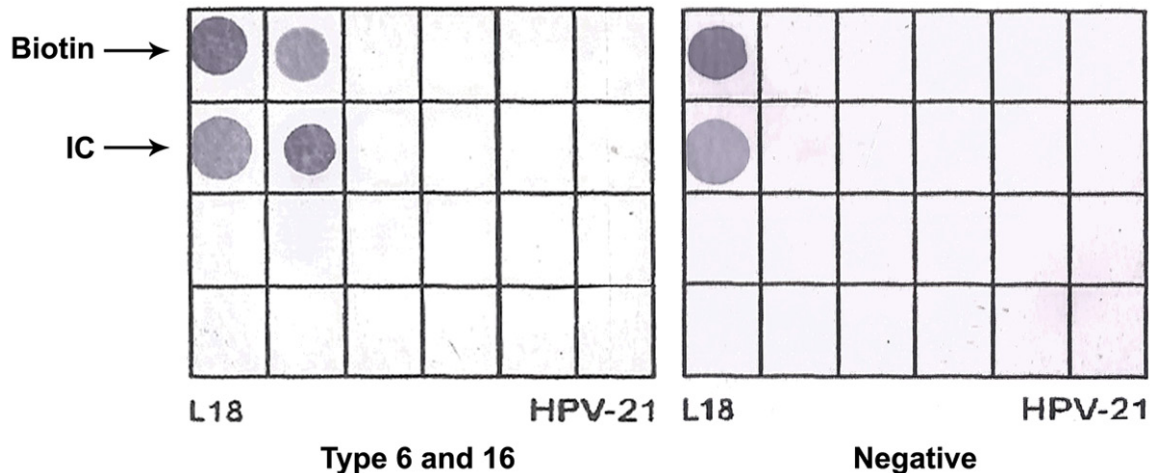 Biotin
IC
L18 HPV-21 L18 HPV-21
Type 6 and 16 Negative